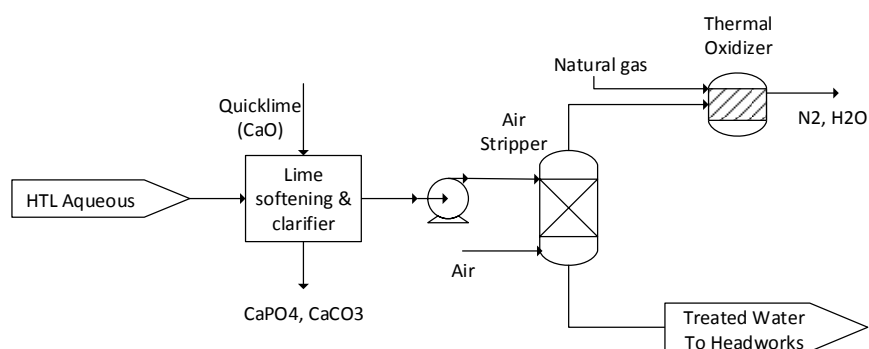 Thermal
Oxidizer
Natural gas
N2, H2O
Quicklime
(CaO)
Air
Stripper
HTL Aqueous
Lime
softening &
clarifier
Air
CaPO4, CaCO3
Treated Water
To Headworks